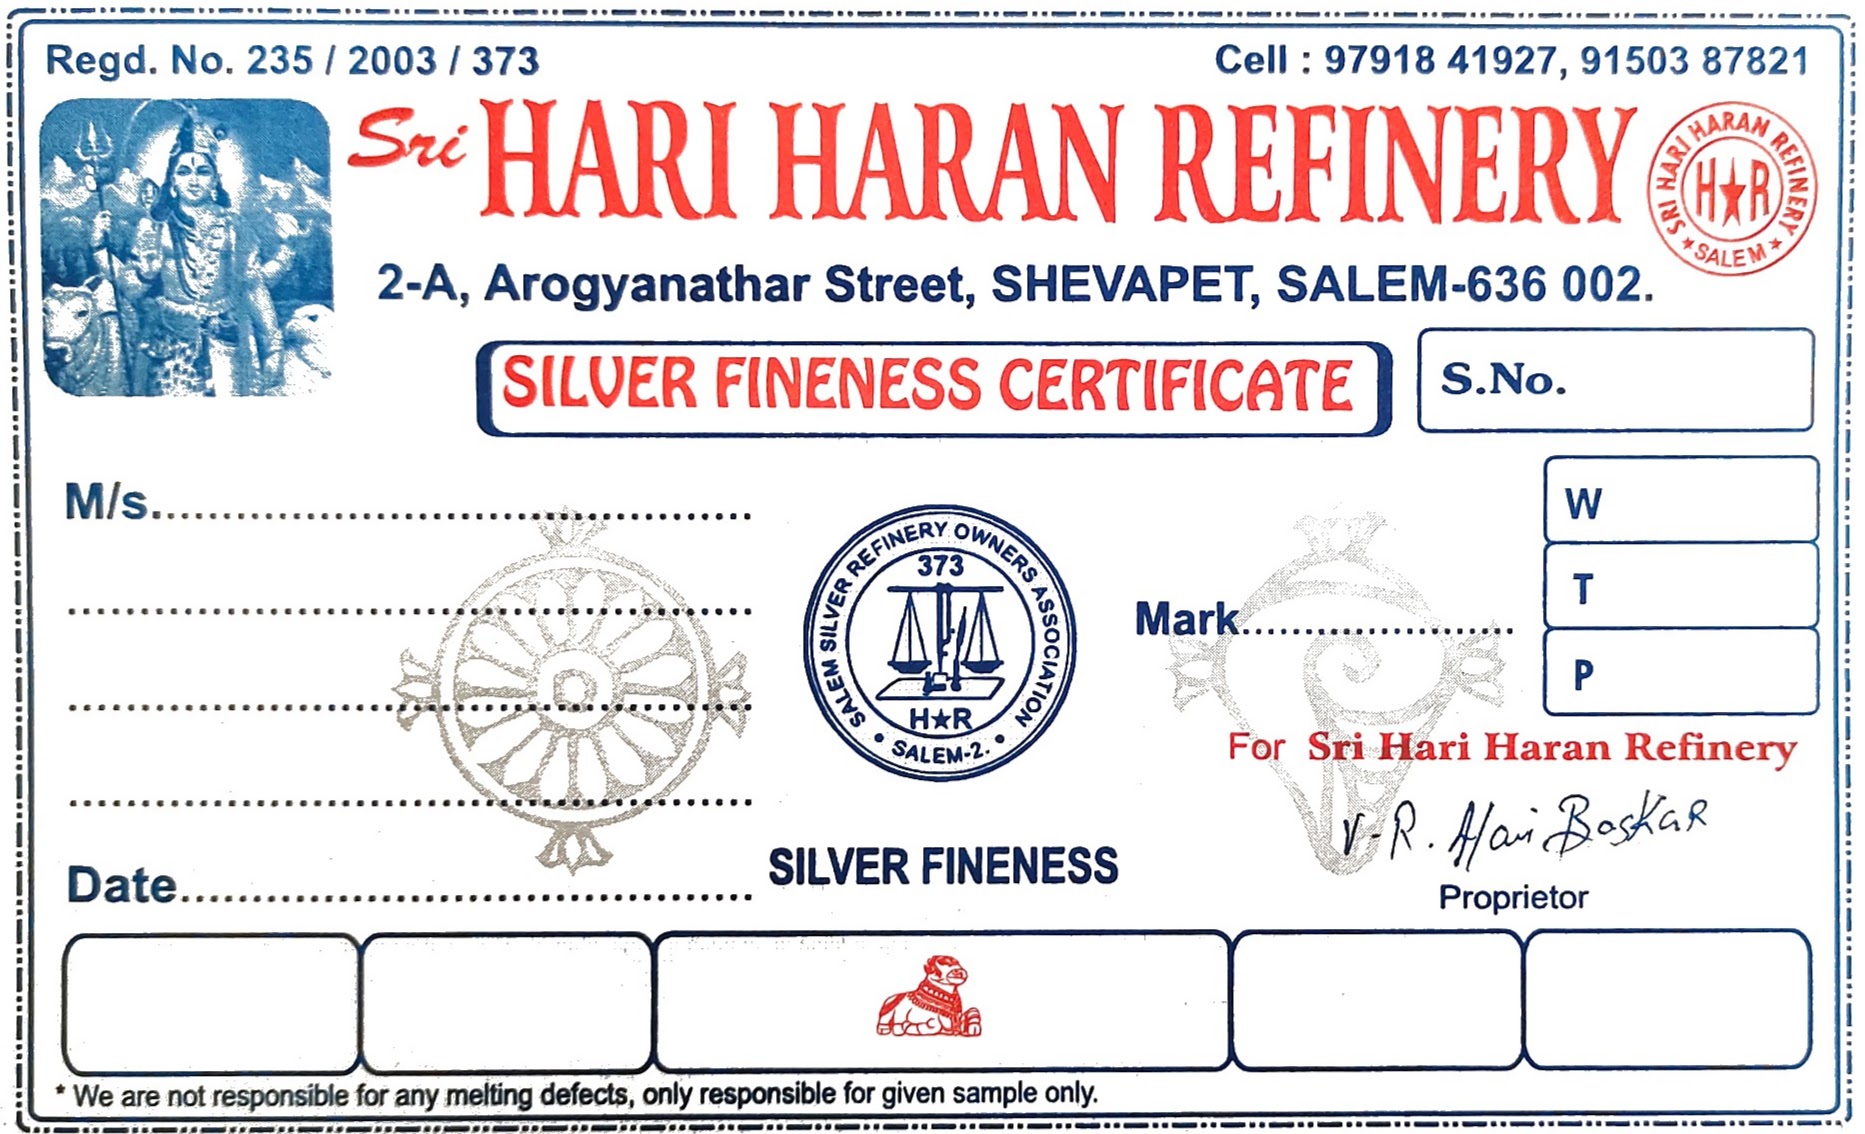 Regd. No. 235 / 2003 / 373
Cell : 97918 41927, 91503 87821
Sri HARI HARAN REFINERY
SRI HARI HARAN REFINERY
H★R
★ SALEM ★
2-A, Arogyanathar Street, SHEVAPET, SALEM-636 002.
SILVER FINENESS CERTIFICATE
S.No.
M/s.
W
T
P
SALEM SILVER REFINERY OWNERS ASSOCIATION
373
H★R
• SALEM-2. •
Mark
For Sri Hari Haran Refinery
V-R. Hari Baskar
Proprietor
Date
SILVER FINENESS
* We are not responsible for any melting defects, only responsible for given sample only.